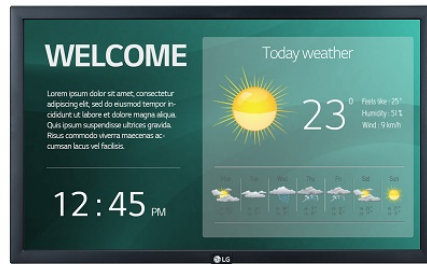 WELCOME
Lorem ipsum dolor sit amet, consectetur
adipiscing elit, sed do eiusmod tempor in-
cididunt ut labore et dolore magna aliqua.
Quis ipsum suspendisse ultrices gravida.
Risus commodo viverra maecenas ac-
cumsan lacus vel facilisis.
12:45 PM
Today weather
23
Feels like : 25°
Humidity : 51%
Wind : 9 km/h
LG